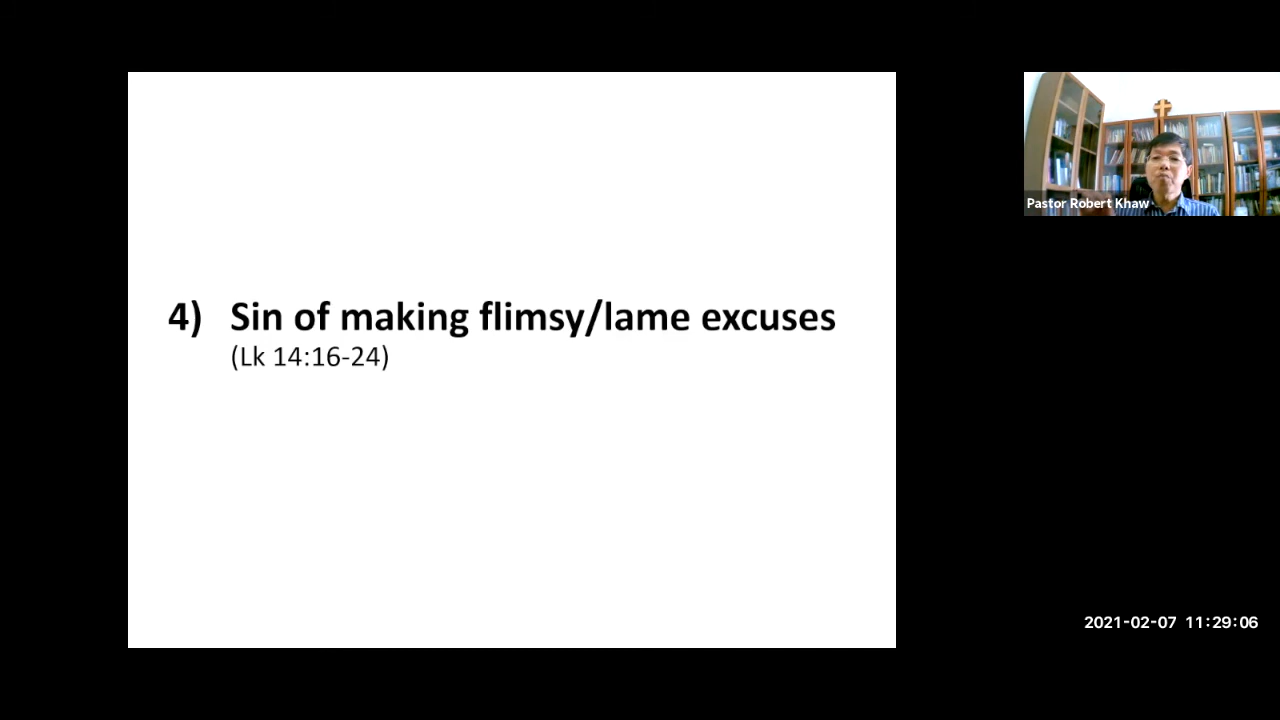 4) Sin of making flimsy/lame excuses
(Lk 14:16-24)
Pastor Robert Khaw
2021-02-07 11:29:06